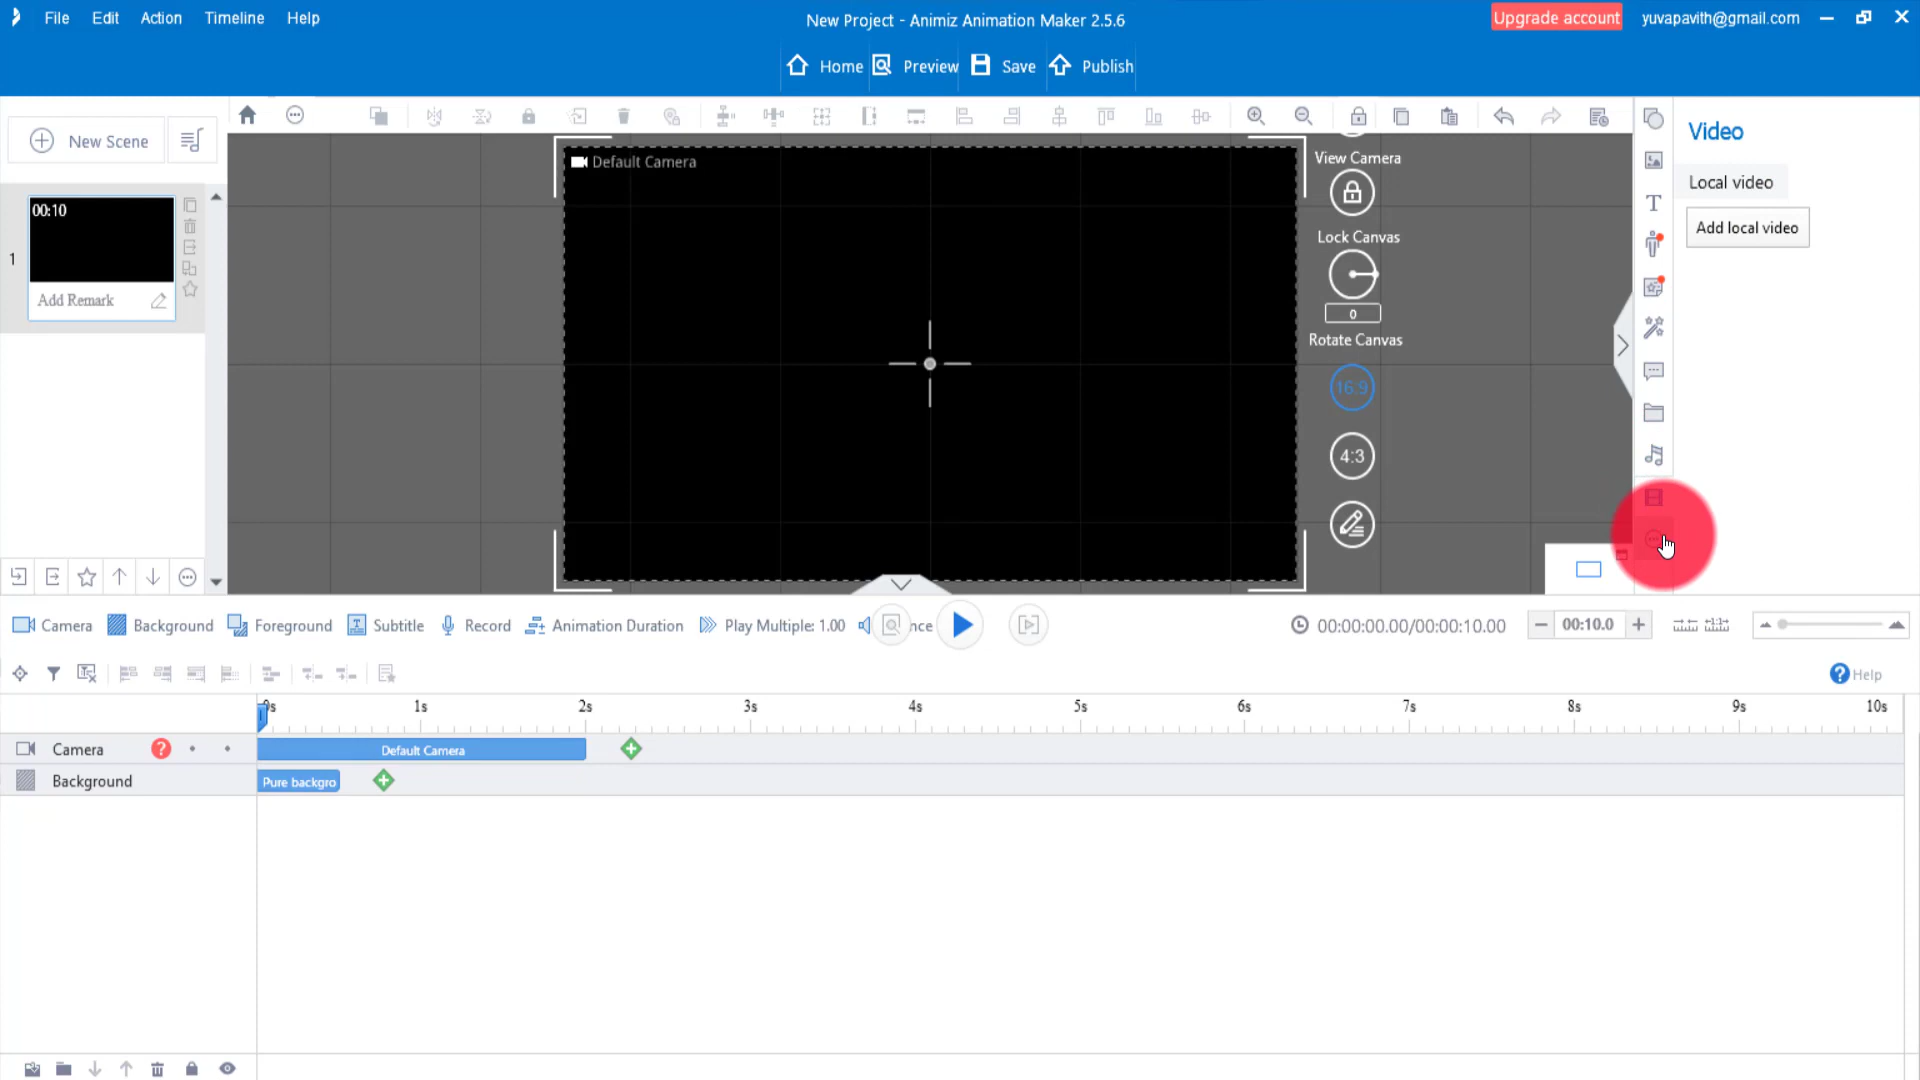 File Edit Action Timeline Help
New Project - Animiz Animation Maker 2.5.6
Upgrade account
yuvapavith@gmail.com
Home Preview Save Publish
New Scene
00:10
1
Add Remark
Default Camera
View Camera
Lock Canvas
0
Rotate Canvas
16:9
4:3
Video
Local video
Add local video
Camera Background Foreground Subtitle Record Animation Duration Play Multiple: 1.00 nce
00:00:00.00/00:00:10.00
00:10.0
Help
0s 1s 2s 3s 4s 5s 6s 7s 8s 9s 10s
Camera ? Default Camera
Background Pure backgro